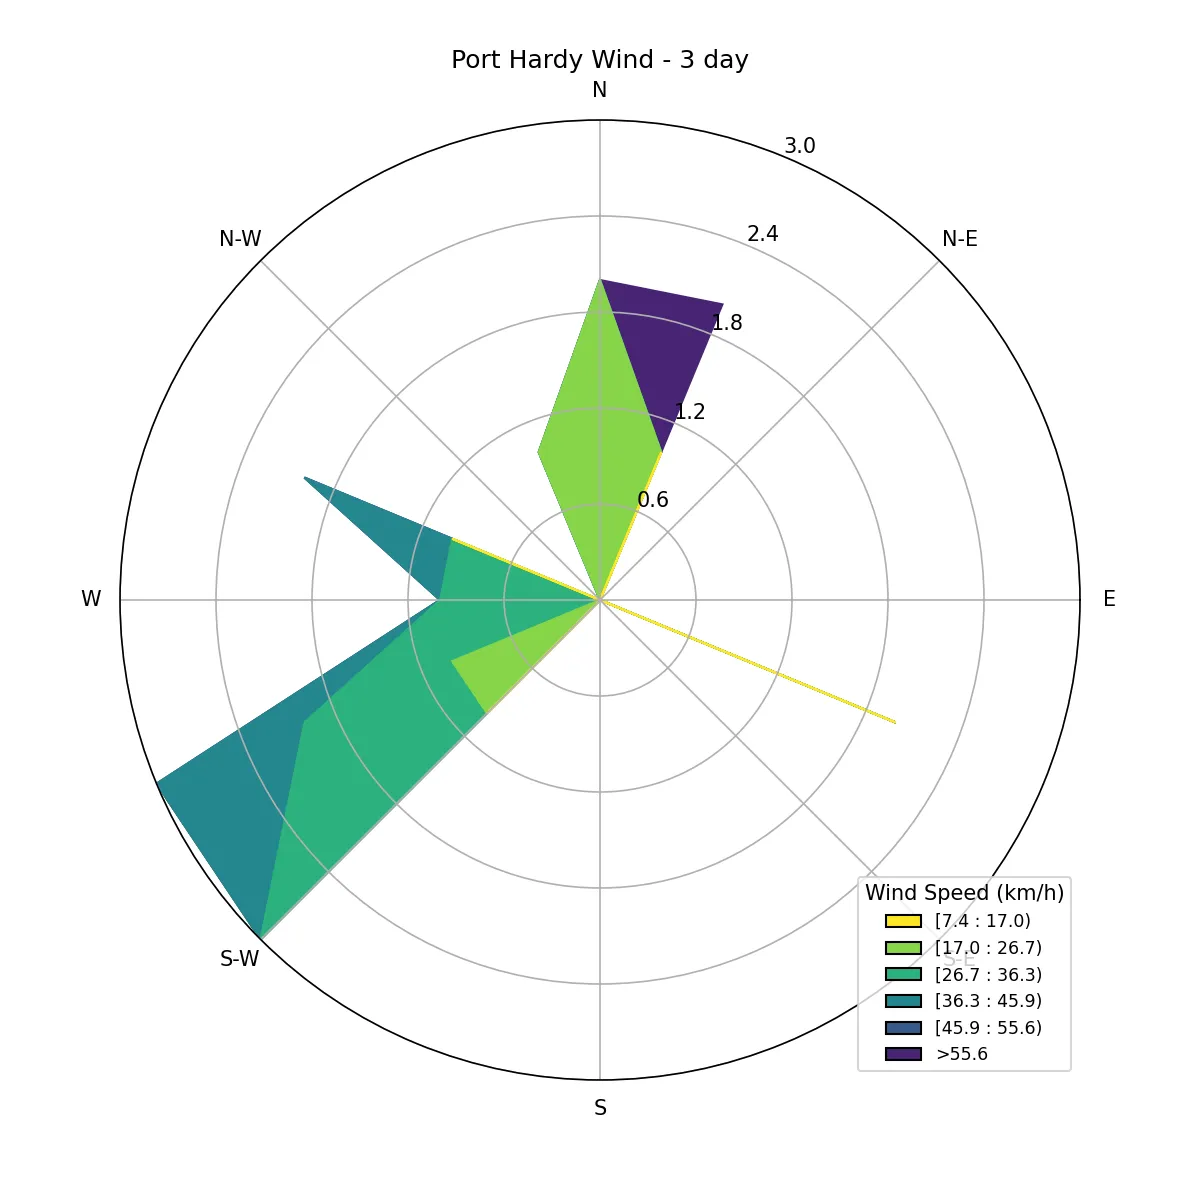 Port Hardy Wind - 3 day
N
3.0
N-W
N-E
2.4
1.8
1.2
0.6
W
E
S-W
S-E
S
Wind Speed (km/h)
[7.4 : 17.0)
[17.0 : 26.7)
[26.7 : 36.3)
[36.3 : 45.9)
[45.9 : 55.6)
>55.6